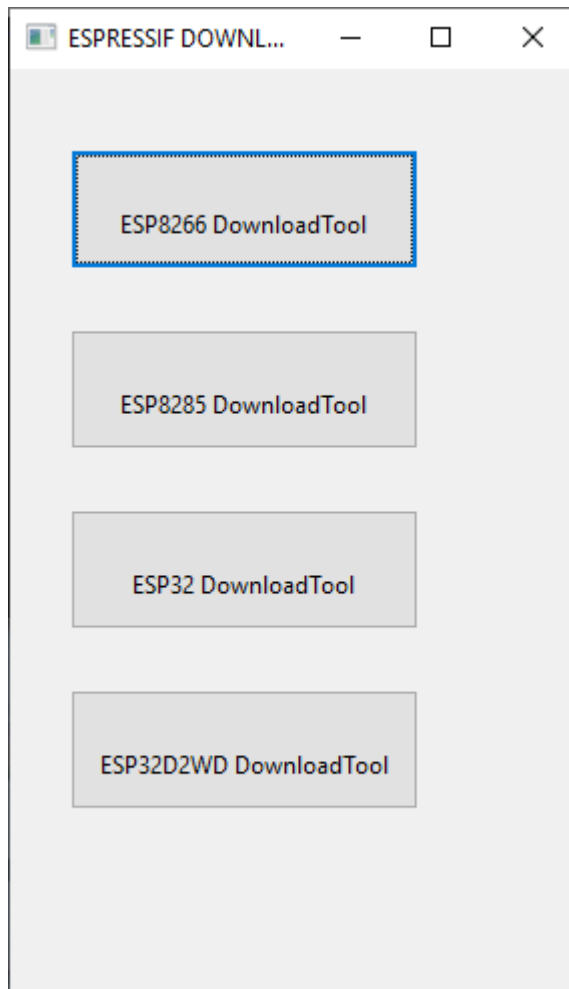 ESPRESSIF DOWNL...
ESP8266 DownloadTool
ESP8285 DownloadTool
ESP32 DownloadTool
ESP32D2WD DownloadTool